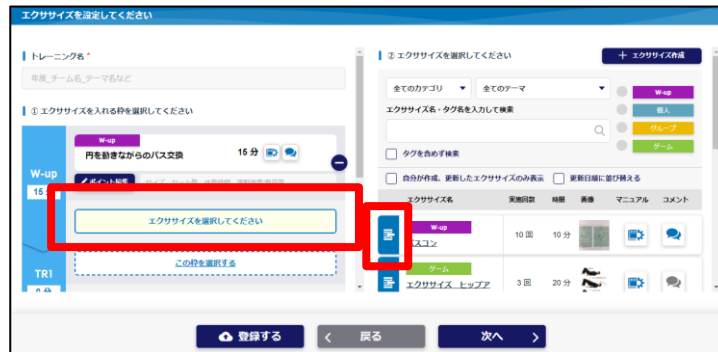 エクササイズを設定してください
トレーニング名 *
年度_チーム名_テーマ名など
① エクササイズを入れる枠を選択してください
W-up
15 分
W-up
円を動きながらのパス交換
15 分
ポイント編集
エクササイズを選択してください
この枠を選択する
TR1
② エクササイズを選択してください
＋ エクササイズ作成
全てのカテゴリ
全てのテーマ
W-up
個人
グループ
ゲーム
エクササイズ名・タグ名を入力して検索
タグを含めず検索
自分が作成、更新したエクササイズのみ表示
更新日順に並び替える
エクササイズ名 実施回数 時間 画像 マニュアル コメント
W-up
10 回 10 分
ゲーム
エクササイズ ヒップア 3 回 20 分
登録する
戻る
次へ